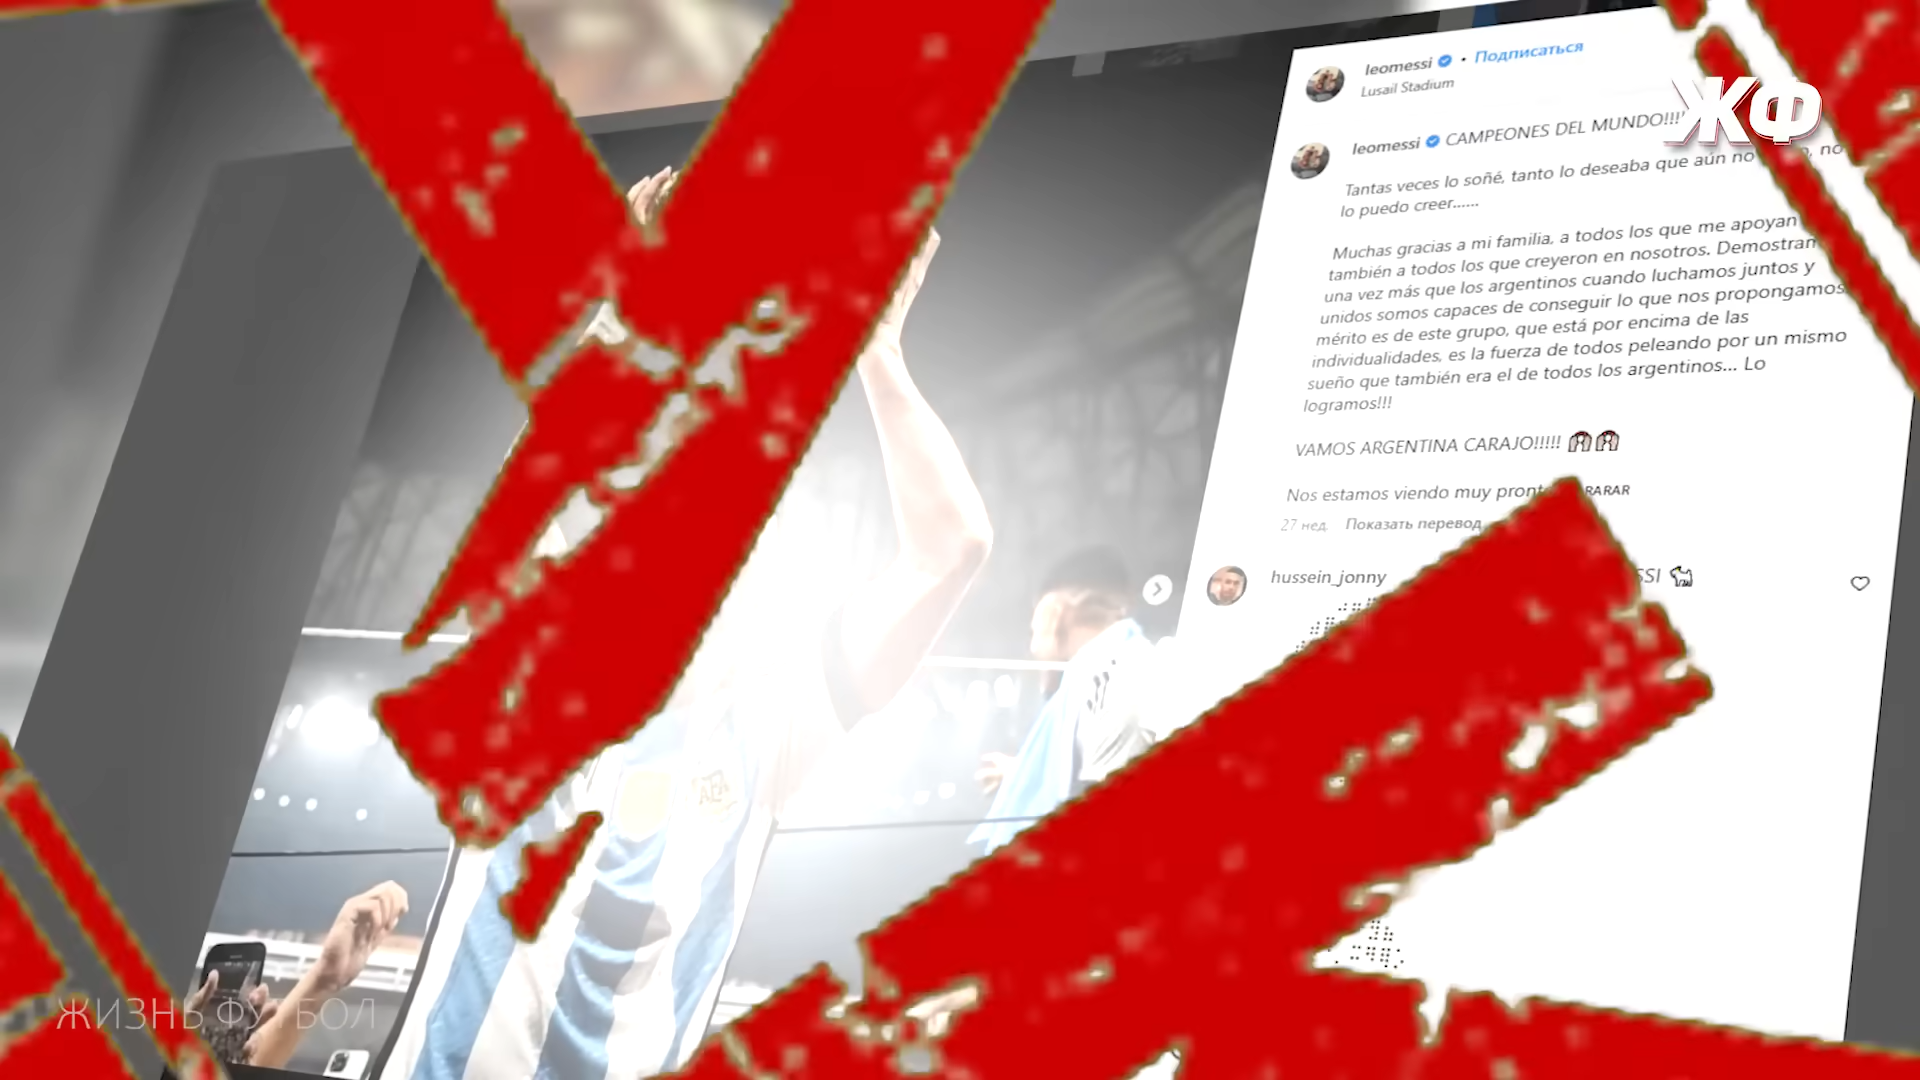 leomessi • Подписаться
Lusail Stadium
ЖФ
leomessi CAMPEONES DEL MUNDO!!!
Tantas veces lo soñé, tanto lo deseaba que aún no no
lo puedo creer......
Muchas gracias a mi familia, a todos los que me apoyan
también a todos los que creyeron en nosotros.
una vez más que los argentinos cuando luchamos juntos y
unidos somos capaces de conseguir lo que nos propongamos
mérito es de este grupo, que está por encima de las
individualidades, es la fuerza de todos peleando por un mismo
sueño que también era el de todos los argentinos... Lo
logramos!!!
VAMOS ARGENTINA CARAJO!!!!!
Nos estamos viendo muy
27 нед. Показать перевод
hussein_jonny
AFA
ЖИЗНЬ ФУТБОЛ